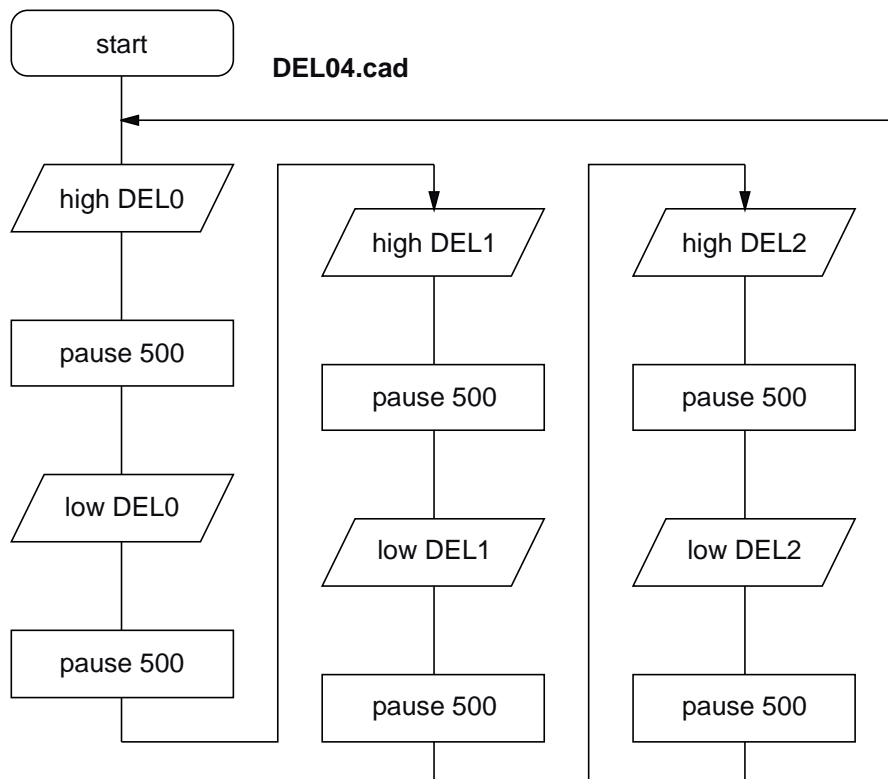 start
DEL04.cad
high DEL0
pause 500
low DEL0
pause 500
high DEL1
pause 500
low DEL1
pause 500
high DEL2
pause 500
low DEL2
pause 500